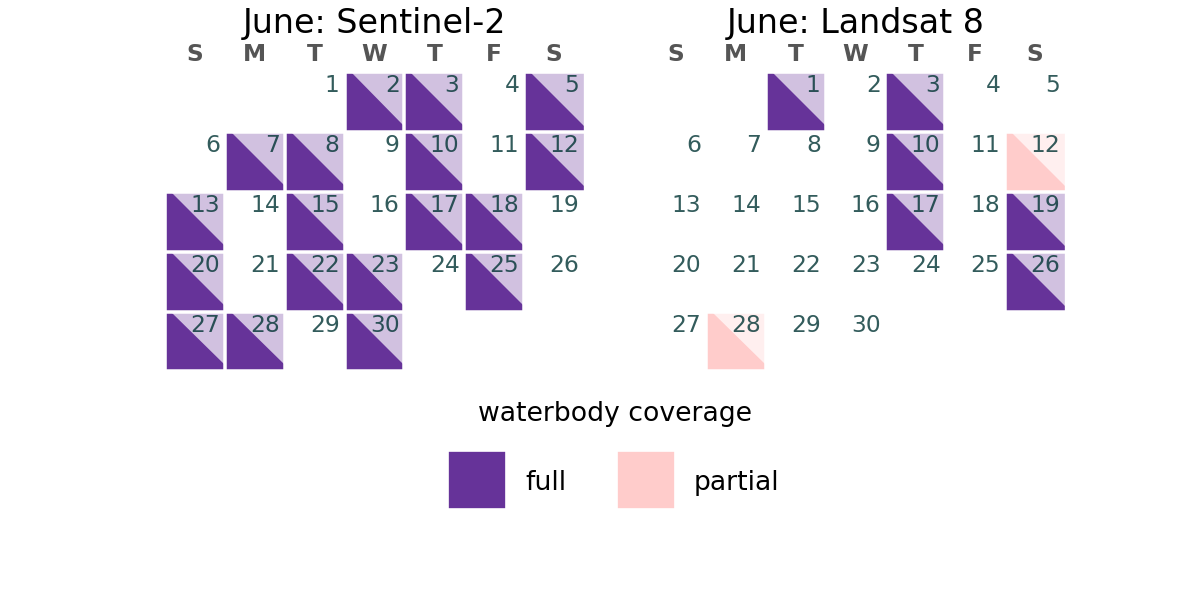 June: Sentinel-2
S M T W T F S
1 2 3 4 5
6 7 8 9 10 11 12
13 14 15 16 17 18 19
20 21 22 23 24 25 26
27 28 29 30
June: Landsat 8
S M T W T F S
1 2 3 4 5
6 7 8 9 10 11 12
13 14 15 16 17 18 19
20 21 22 23 24 25 26
27 28 29 30
waterbody coverage
full
partial